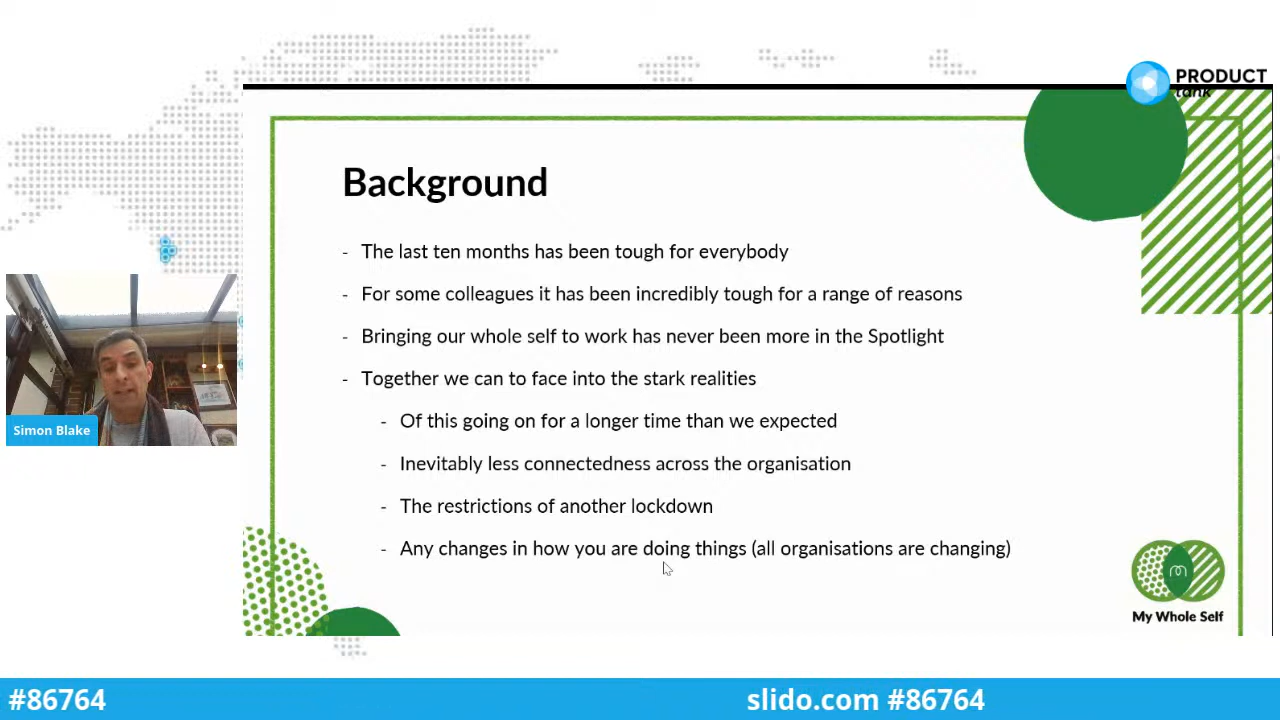 PRODUCT
tank
Background
- The last ten months has been tough for everybody
- For some colleagues it has been incredibly tough for a range of reasons
- Bringing our whole self to work has never been more in the Spotlight
- Together we can to face into the stark realities
- Of this going on for a longer time than we expected
- Inevitably less connectedness across the organisation
- The restrictions of another lockdown
- Any changes in how you are doing things (all organisations are changing)
Simon Blake
My Whole Self
#86764
slido.com #86764